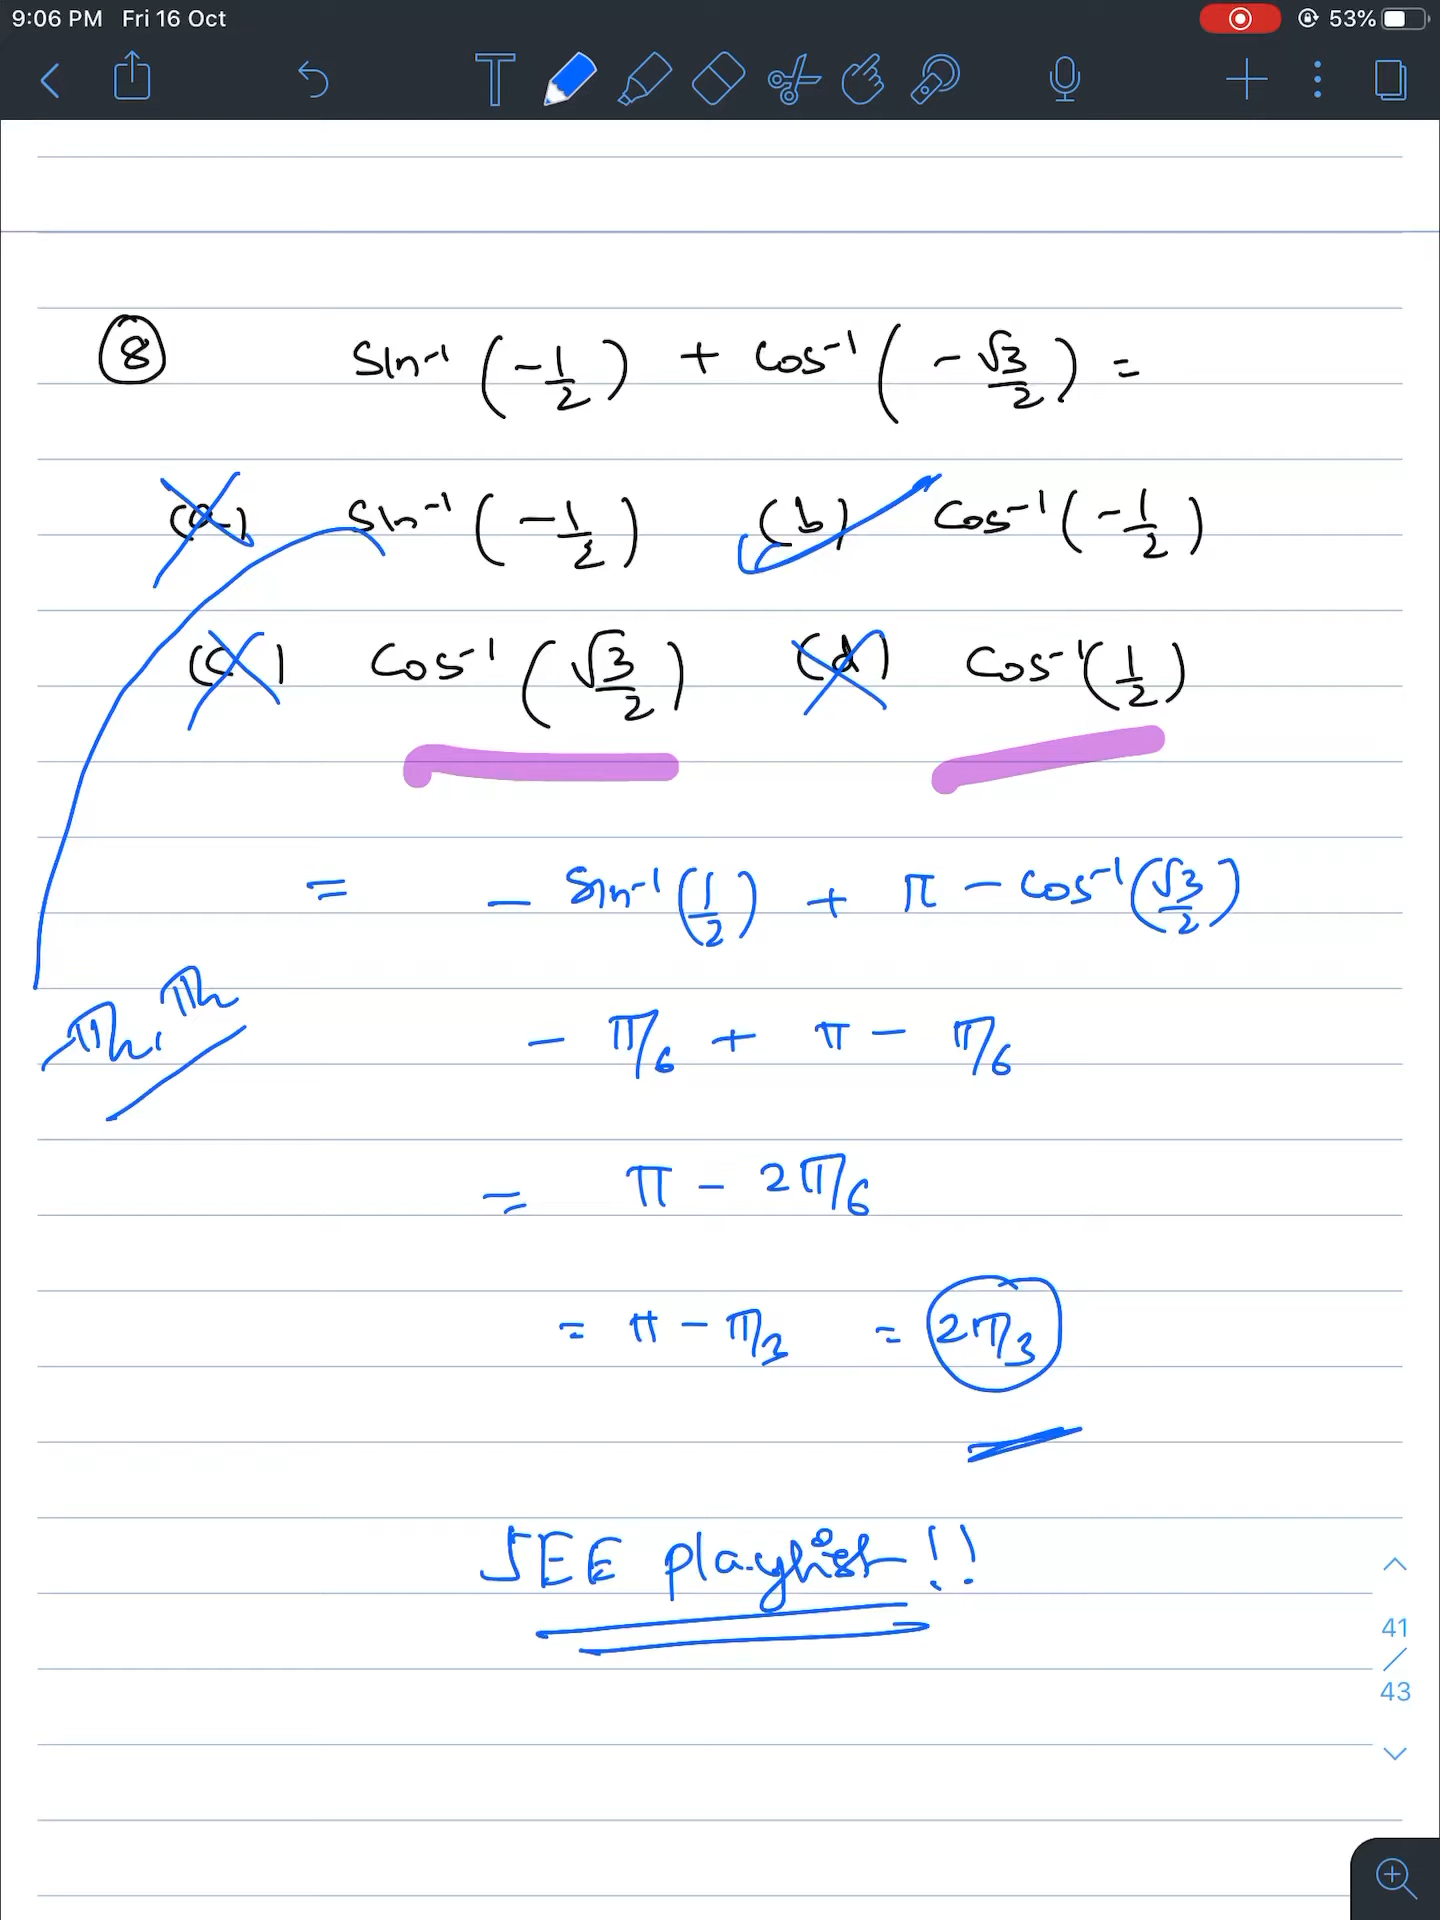 9:06 PM Fri 16 Oct 53%
8 Sin⁻¹(-1/2) + Cos⁻¹(-√3/2) =
(a) Sin⁻¹(-1/2) (b) Cos⁻¹(-1/2)
(c) Cos⁻¹(√3/2) (d) Cos⁻¹(1/2)
= - Sin⁻¹(1/2) + π - Cos⁻¹(√3/2)
-π/2, π/2
- π/6 + π - π/6
= π - 2π/6
= π - π/3 = 2π/3
JEE playlist!!
41
/
43